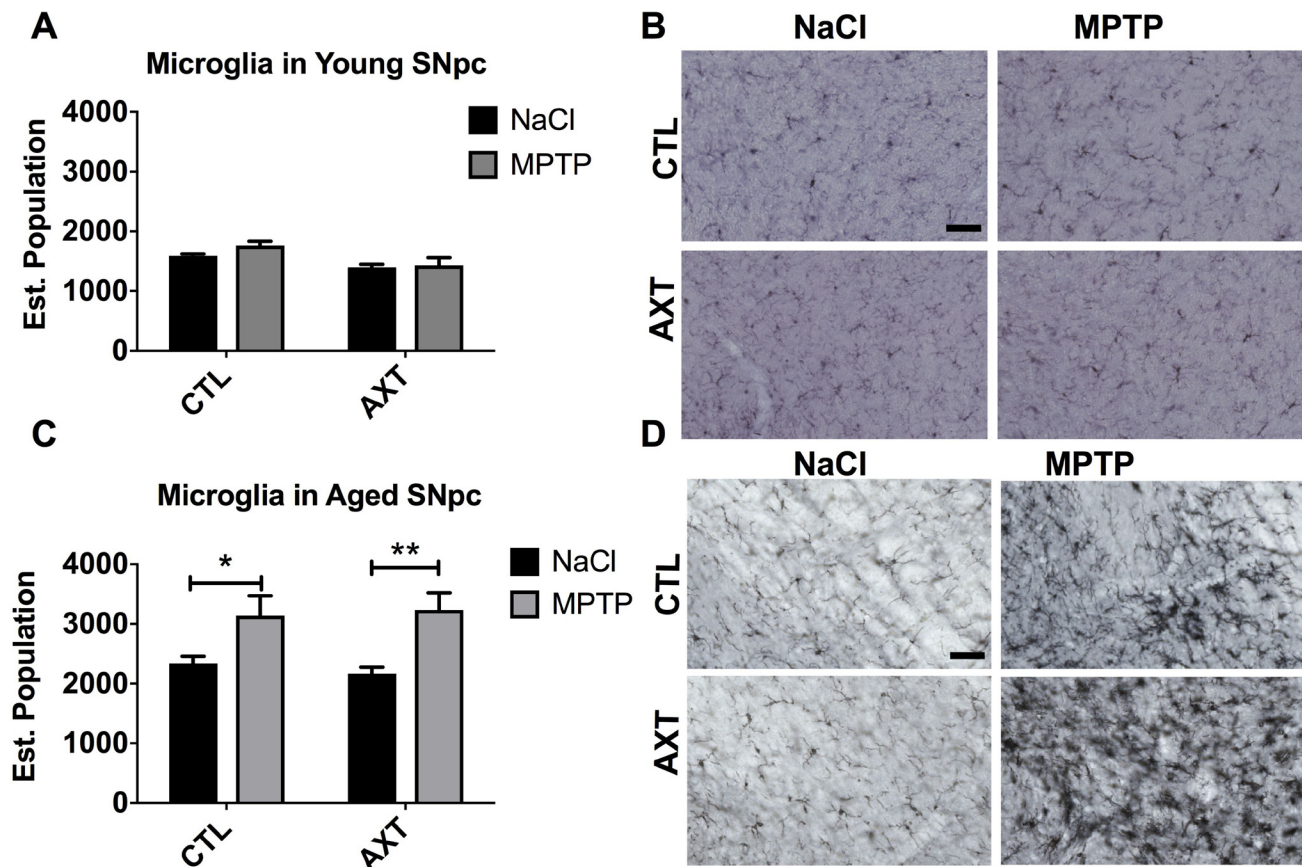 A
Microglia in Young SNpc
Est. Population
4000
3000
2000
1000
0
CTL
AXT
NaCl
MPTP
B
NaCl
MPTP
CTL
AXT
C
Microglia in Aged SNpc
Est. Population
4000
3000
2000
1000
0
*
**
CTL
AXT
NaCl
MPTP
D
NaCl
MPTP
CTL
AXT